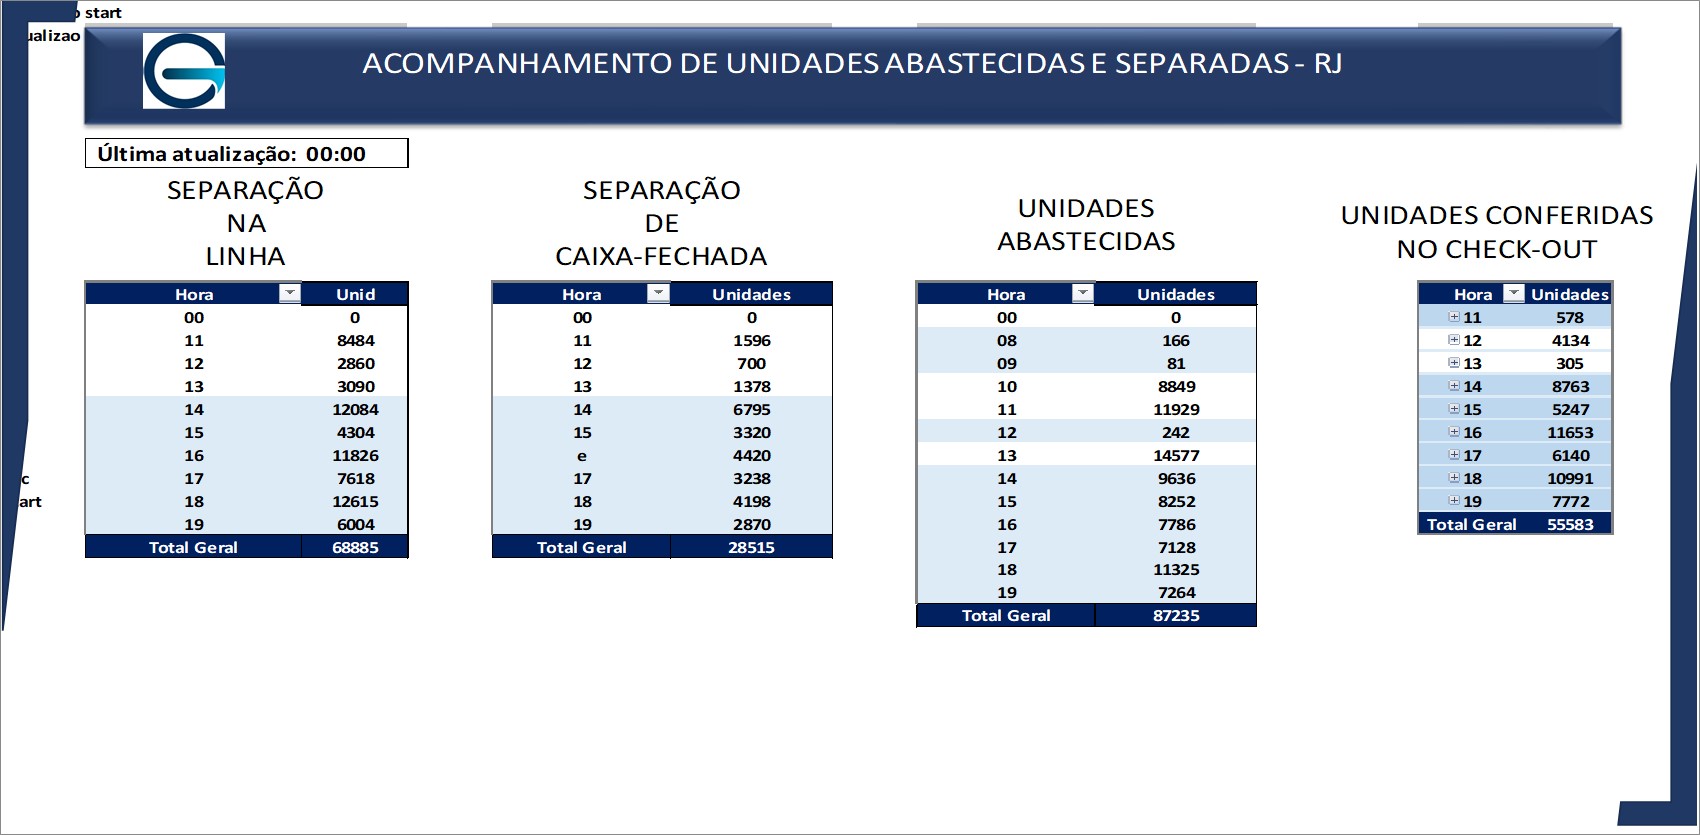 start
ualizao
ACOMPANHAMENTO DE UNIDADES ABASTECIDAS E SEPARADAS - RJ
Última atualização: 00:00
SEPARAÇÃO
NA
LINHA
Hora Unid
00 0
11 8484
12 2860
13 3090
14 12084
15 4304
16 11826
17 7618
18 12615
19 6004
Total Geral 68885
SEPARAÇÃO
DE
CAIXA-FECHADA
Hora Unidades
00 0
11 1596
12 700
13 1378
14 6795
15 3320
e 4420
17 3238
18 4198
19 2870
Total Geral 28515
UNIDADES
ABASTECIDAS
Hora Unidades
00 0
08 166
09 81
10 8849
11 11929
12 242
13 14577
14 9636
15 8252
16 7786
17 7128
18 11325
19 7264
Total Geral 87235
UNIDADES CONFERIDAS
NO CHECK-OUT
Hora Unidades
11 578
12 4134
13 305
14 8763
15 5247
16 11653
17 6140
18 10991
19 7772
Total Geral 55583
c
art